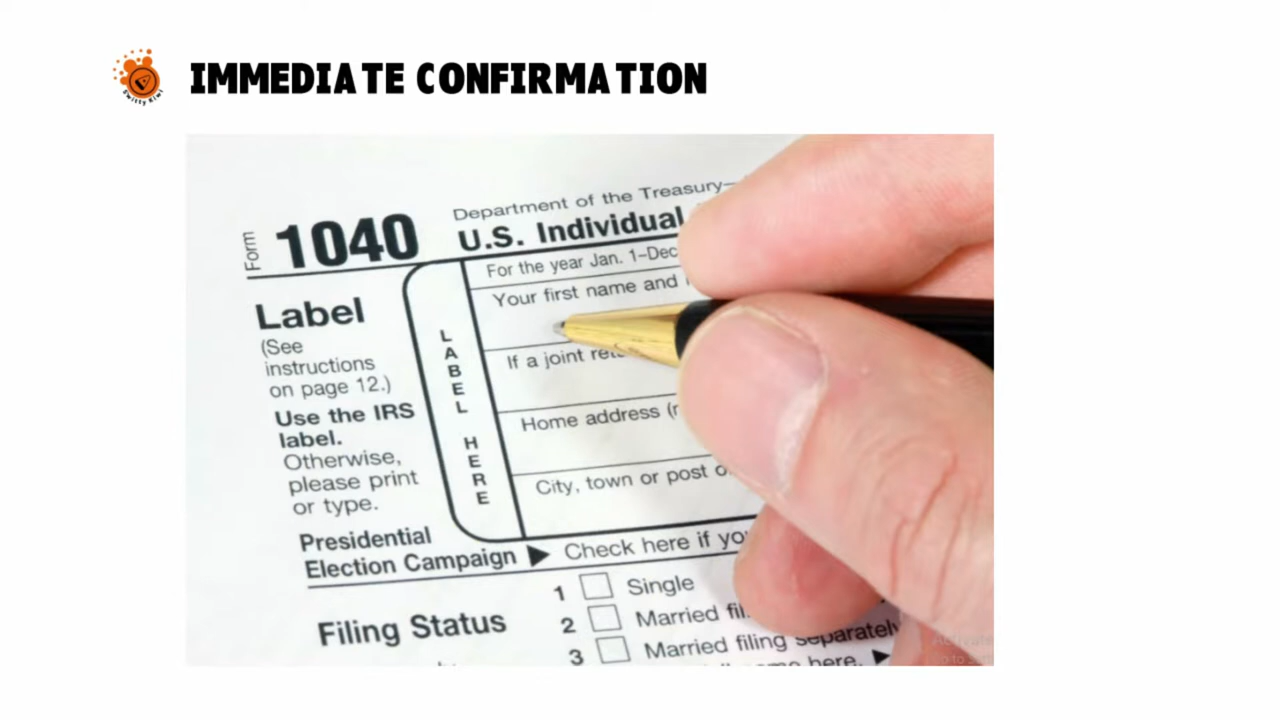 Switty Kiwi
IMMEDIATE CONFIRMATION
Form 1040
Department of the Treasury—
U.S. Individual
For the year Jan. 1–Dec
Your first name and
If a joint
Home address (
City, town or post
Label
(See
instructions
on page 12.)
Use the IRS
label.
Otherwise,
please print
or type.
LABEL HERE
Presidential
Election Campaign ▶ Check here if
Filing Status
1 Single
2 Married
3 Married filing separately
here. ▶